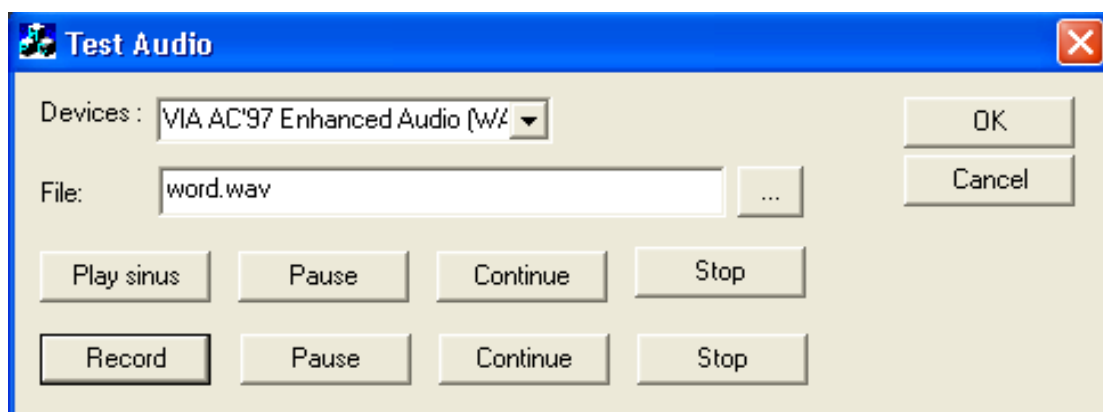 Test Audio
Devices : VIA AC'97 Enhanced Audio (WA OK
File: word.wav ... Cancel
Play sinus Pause Continue Stop
Record Pause Continue Stop